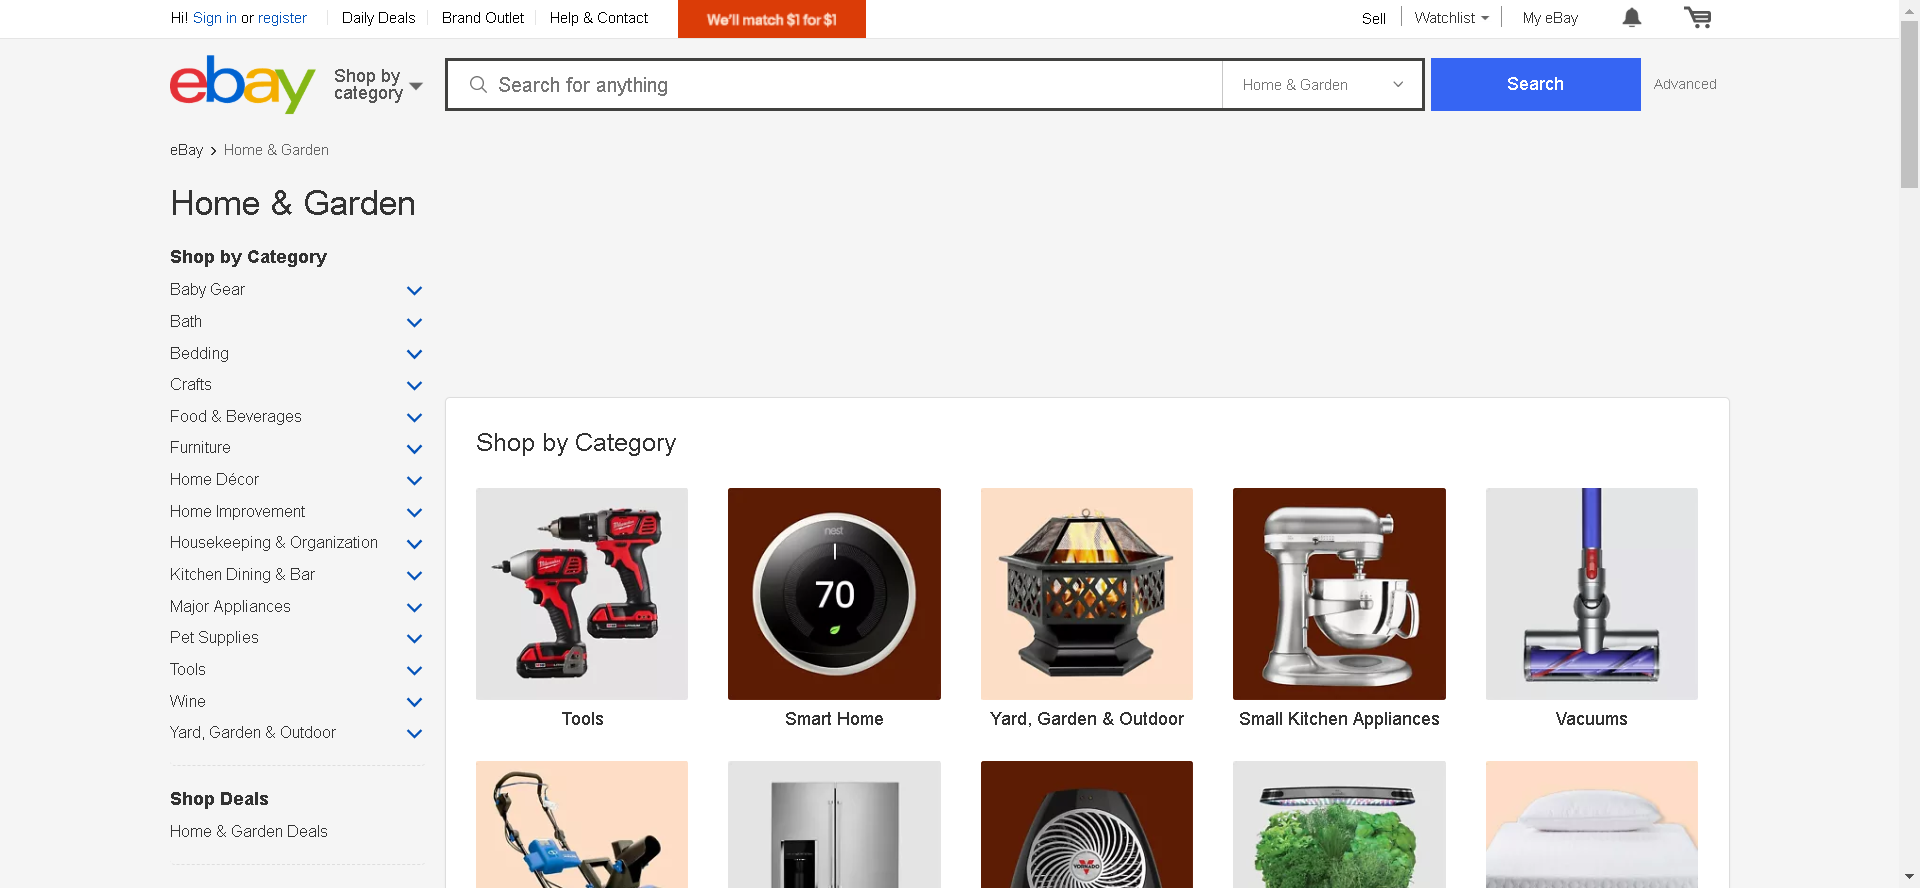 Hi! Sign in or register
Daily Deals
Brand Outlet
Help & Contact
We'll match $1 for $1
Sell
Watchlist
My eBay
ebay
Shop by category
Search for anything
Home & Garden
Search
Advanced
eBay > Home & Garden
Home & Garden
Shop by Category
Baby Gear
Bath
Bedding
Crafts
Food & Beverages
Furniture
Home Décor
Home Improvement
Housekeeping & Organization
Kitchen Dining & Bar
Major Appliances
Pet Supplies
Tools
Wine
Yard, Garden & Outdoor
Shop Deals
Home & Garden Deals
Shop by Category
Milwaukee
Milwaukee
nest
70
Tools
Smart Home
Yard, Garden & Outdoor
Small Kitchen Appliances
Vacuums
VORNADO